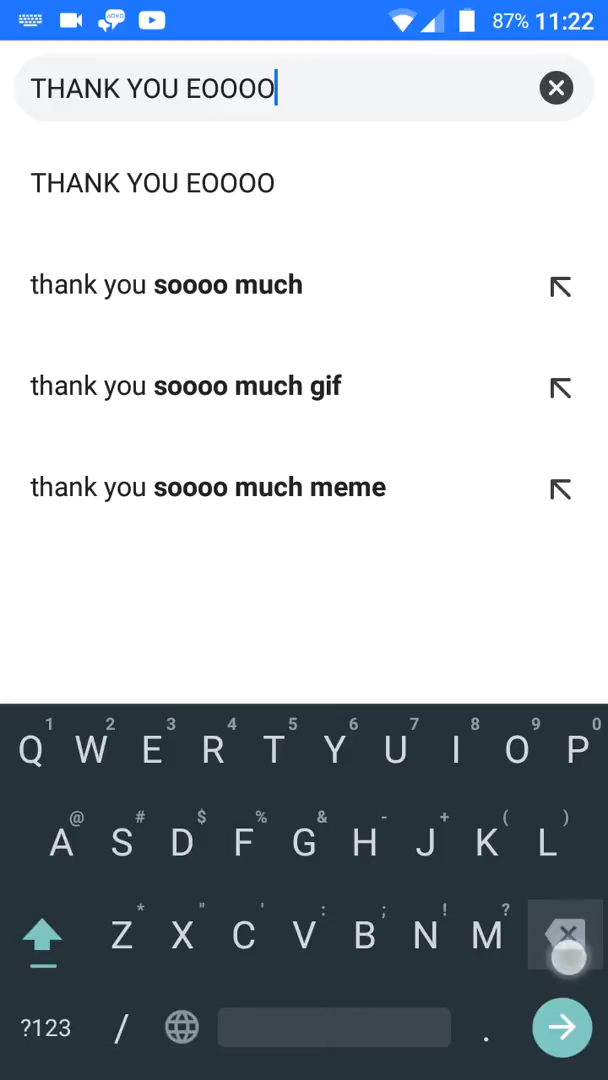 87% 11:22
THANK YOU EOOOO
THANK YOU EOOOO
thank you soooo much
thank you soooo much gif
thank you soooo much meme
1 2 3 4 5 6 7 8 9 0
Q W E R T Y U I O P
@ # $ % & - + ( )
A S D F G H J K L
* " ' : ; ! ?
Z X C V B N M
?123 / .